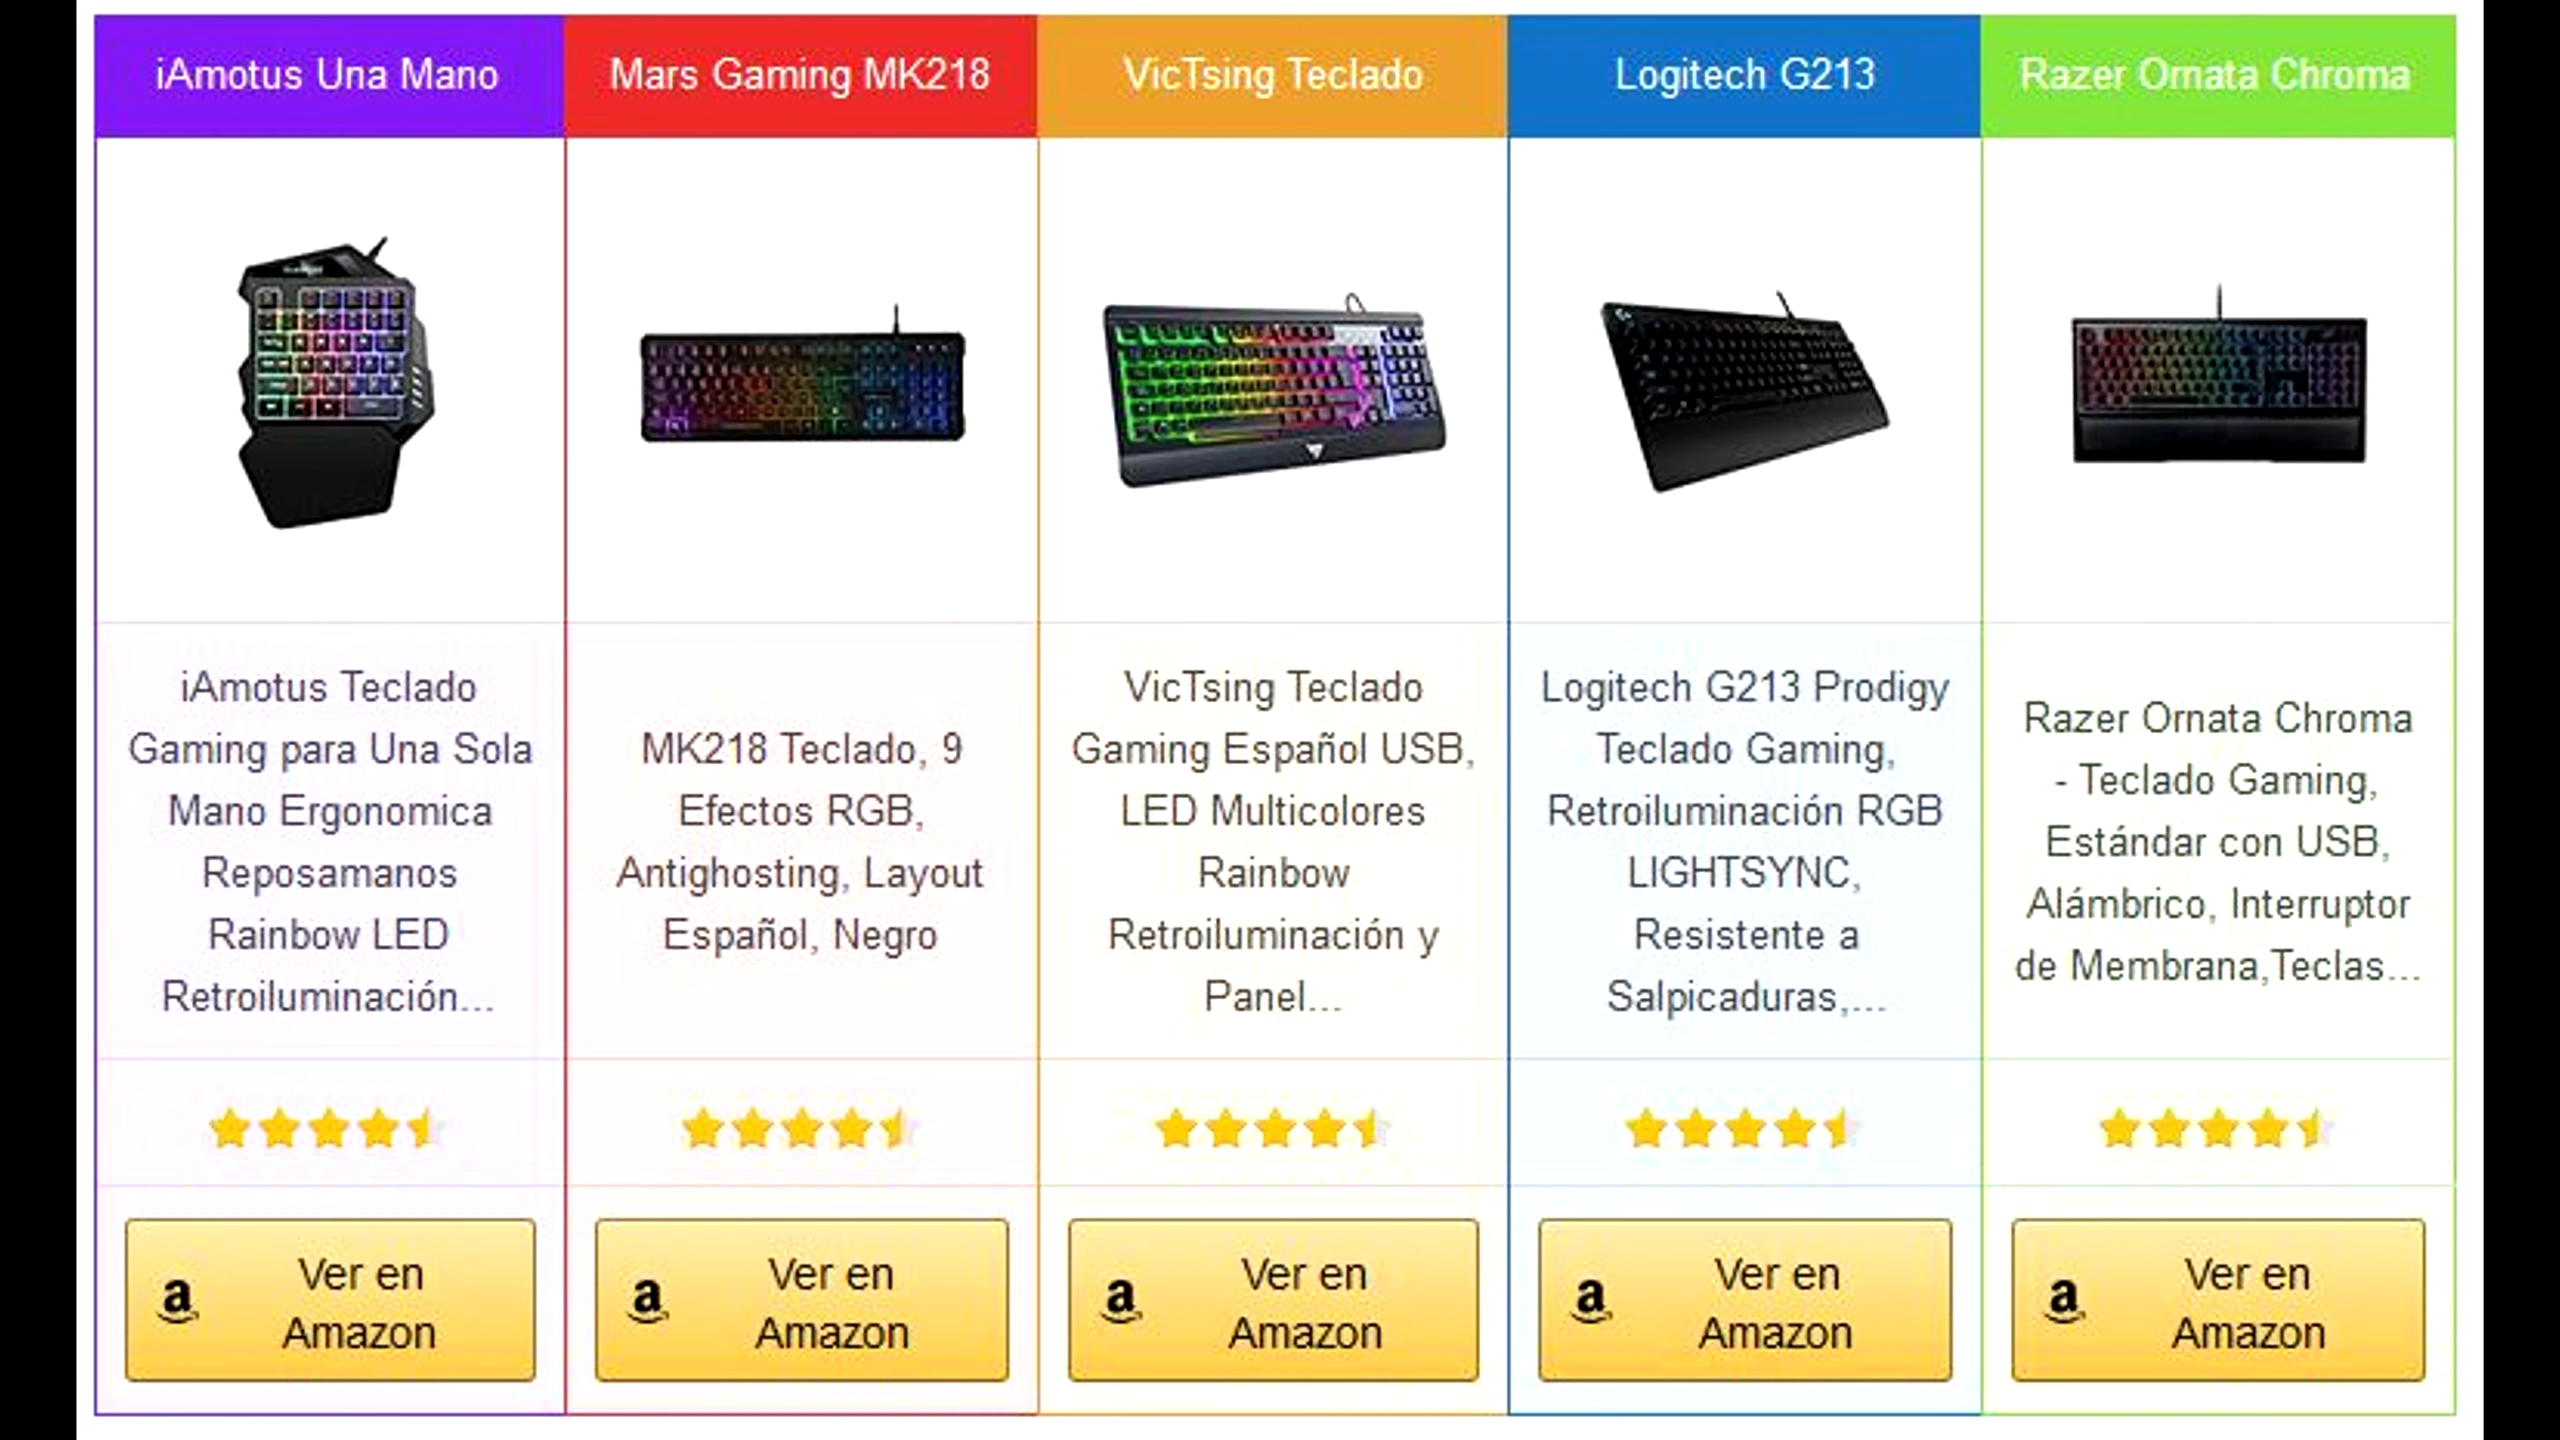 iAmotus Una Mano
Mars Gaming MK218
VicTsing Teclado
Logitech G213
Razer Ornata Chroma
iAmotus Teclado
Gaming para Una Sola
Mano Ergonomica
Reposamanos
Rainbow LED
Retroiluminación...
MK218 Teclado, 9
Efectos RGB,
Antighosting, Layout
Español, Negro
VicTsing Teclado
Gaming Español USB,
LED Multicolores
Rainbow
Retroiluminación y
Panel...
Logitech G213 Prodigy
Teclado Gaming,
Retroiluminación RGB
LIGHTSYNC,
Resistente a
Salpicaduras,...
Razer Ornata Chroma
- Teclado Gaming,
Estándar con USB,
Alámbrico, Interruptor
de Membrana,Teclas...
a
Ver en
Amazon
a
Ver en
Amazon
a
Ver en
Amazon
a
Ver en
Amazon
a
Ver en
Amazon